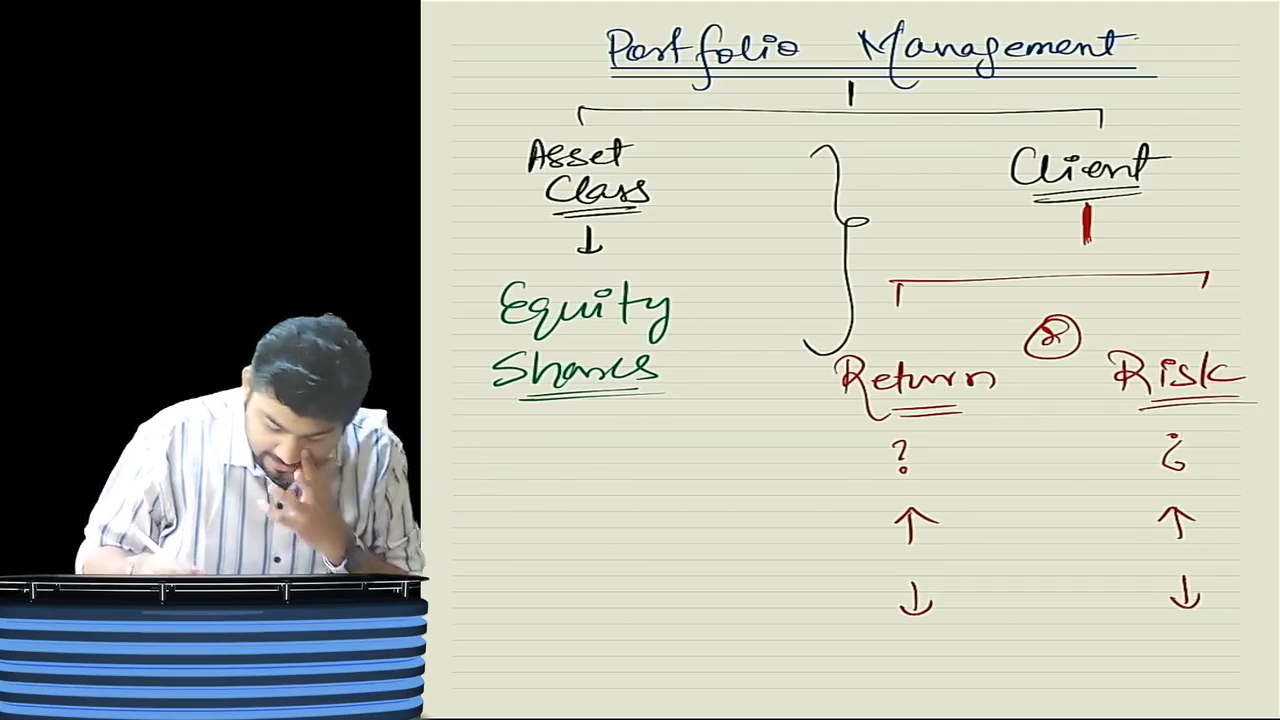 Portfolio Management
Asset
Class
Client
Equity
Shares
Return
Risk
?
?